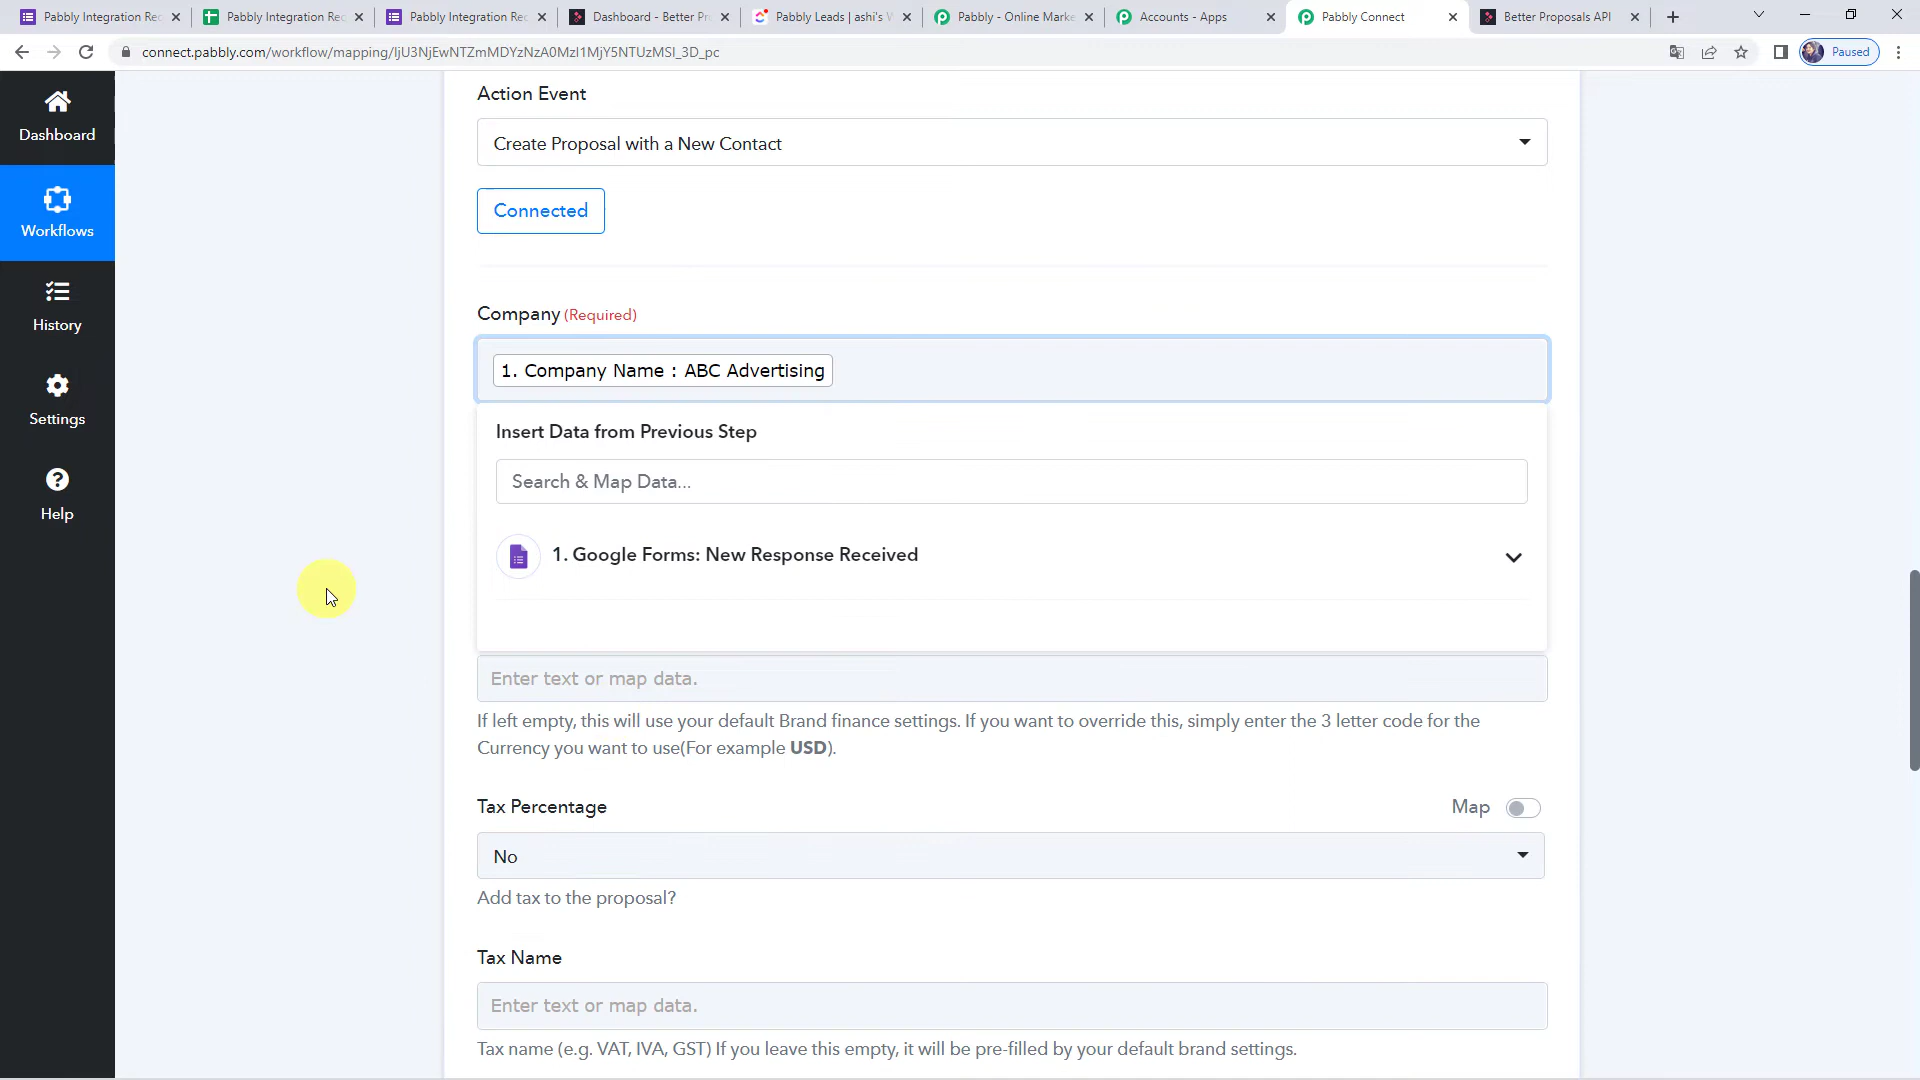 Pabbly Integration Rec
Pabbly Integration Rec
Pabbly Integration Rec
Dashboard - Better Pr
Pabbly Leads | ashi's W
Pabbly - Online Marke
Accounts - Apps
Pabbly Connect
Better Proposals API
Paused
Dashboard
Workflows
History
Settings
Help
Action Event
Create Proposal with a New Contact
Connected
Company (Required)
1. Company Name : ABC Advertising
Insert Data from Previous Step
Search & Map Data...
1. Google Forms: New Response Received
Enter text or map data.
If left empty, this will use your default Brand finance settings. If you want to override this, simply enter the 3 letter code for the
Currency you want to use(For example USD).
Tax Percentage
Map
No
Add tax to the proposal?
Tax Name
Enter text or map data.
Tax name (e.g. VAT, IVA, GST) If you leave this empty, it will be pre-filled by your default brand settings.